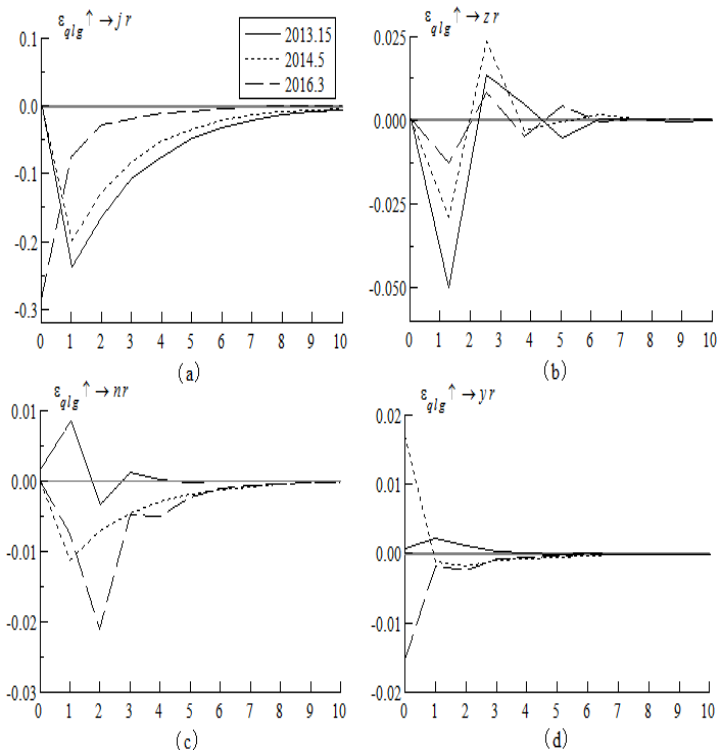 ε_qlg ↑ → jr
2013.15
2014.5
2016.3
0.1
0.0
-0.1
-0.2
-0.3
0 1 2 3 4 5 6 7 8 9 10
(a)
ε_qlg ↑ → zr
0.025
0.000
-0.025
-0.050
0 1 2 3 4 5 6 7 8 9 10
(b)
ε_qlg ↑ → nr
0.01
0.00
-0.01
-0.02
-0.03
0 1 2 3 4 5 6 7 8 9 10
(c)
ε_qlg ↑ → yr
0.02
0.01
0.00
-0.01
-0.02
0 1 2 3 4 5 6 7 8 9 10
(d)